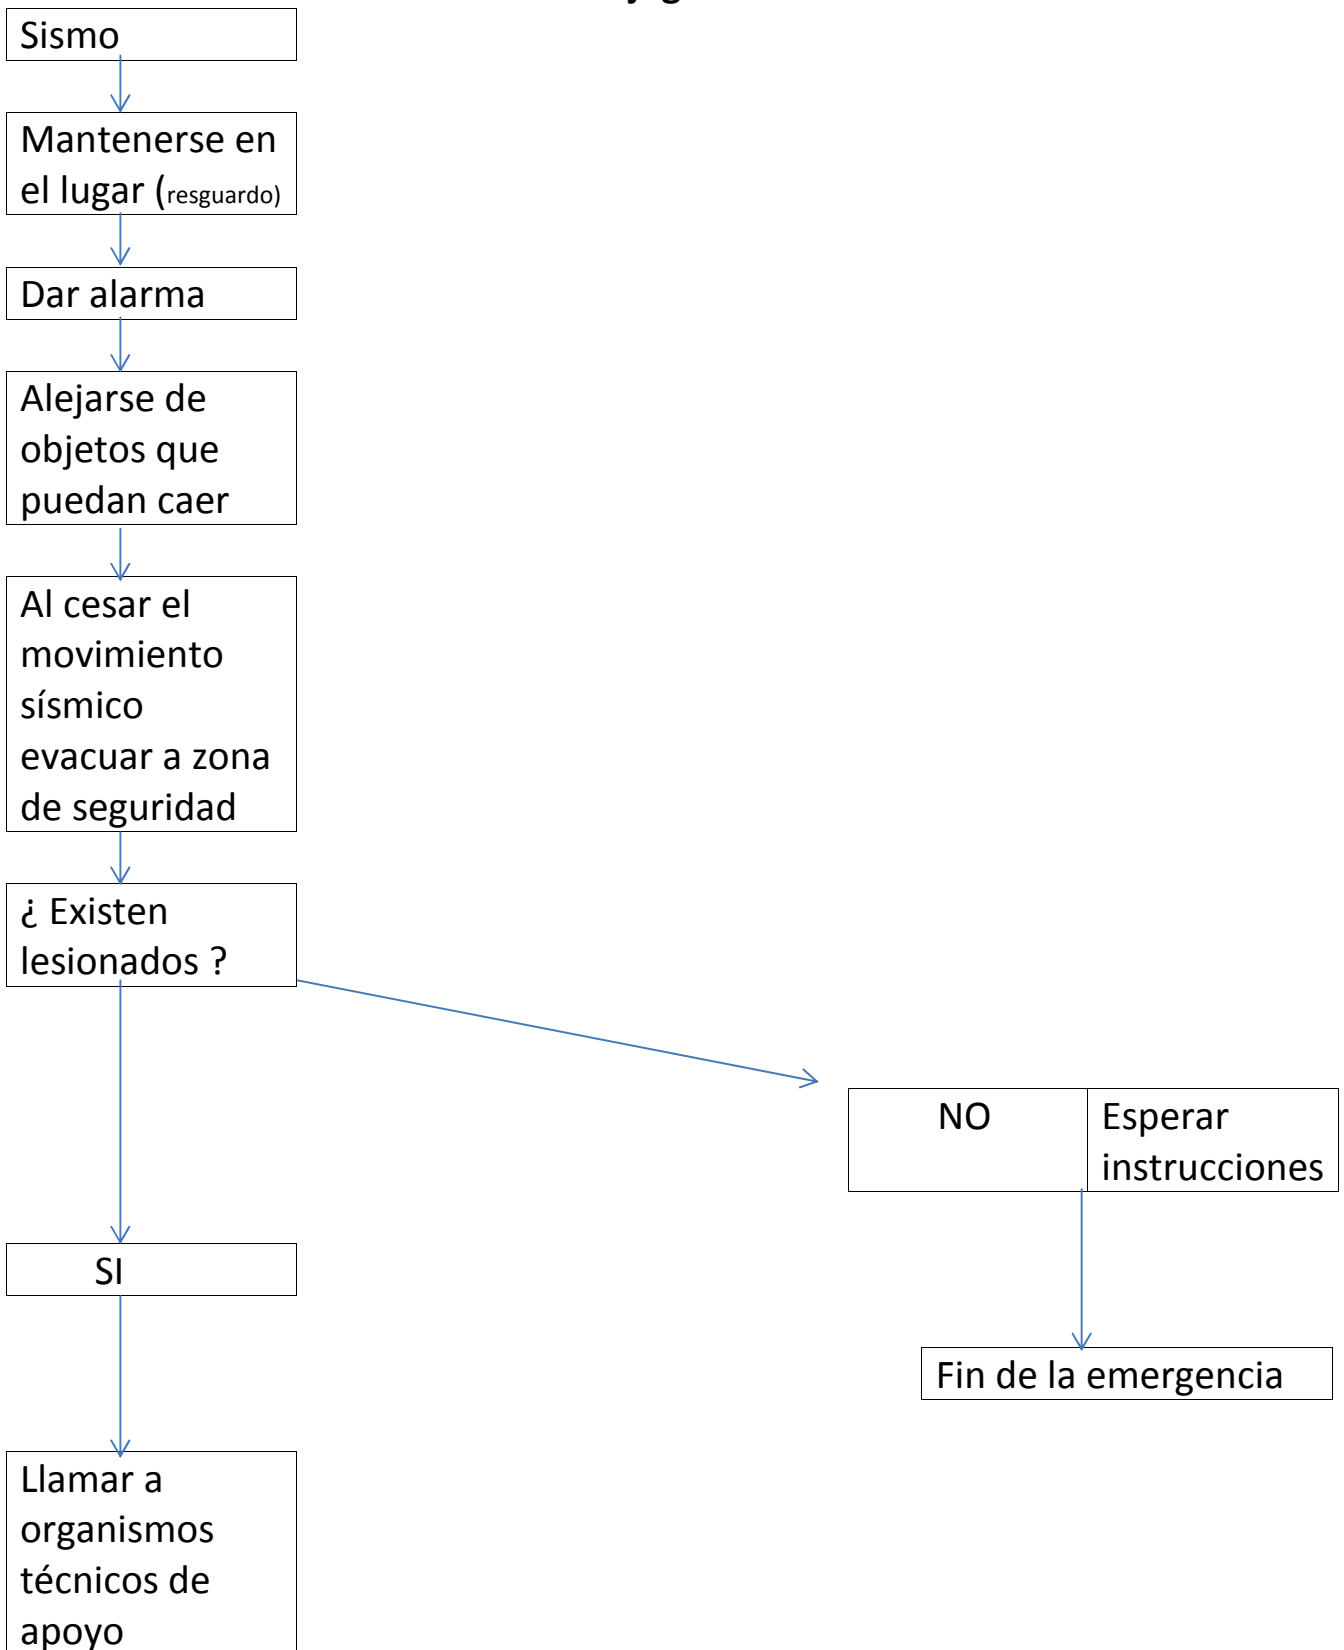 Sismo
Mantenerse en
el lugar (resguardo)
Dar alarma
Alejarse de
objetos que
puedan caer
Al cesar el
movimiento
sísmico
evacuar a zona
de seguridad
¿ Existen
lesionados ?
NO
Esperar
instrucciones
SI
Fin de la emergencia
Llamar a
organismos
técnicos de
apoyo